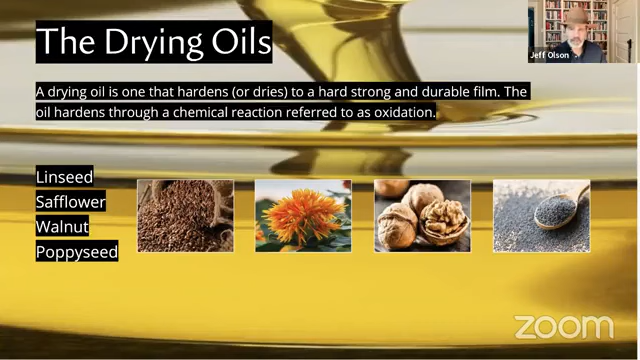 The Drying Oils
Jeff Olson
A drying oil is one that hardens (or dries) to a hard strong and durable film. The
oil hardens through a chemical reaction referred to as oxidation.
Linseed
Safflower
Walnut
Poppyseed
zoom